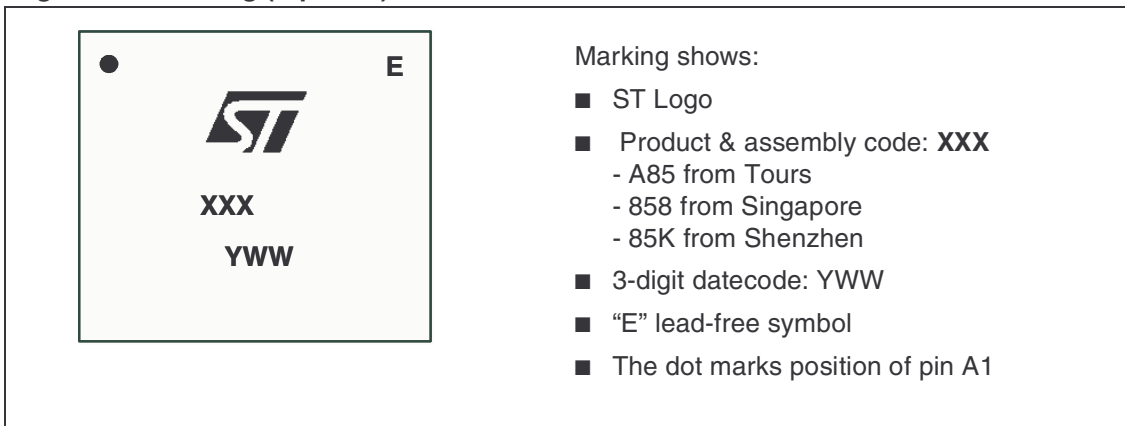 E
ST
XXX
YWW
Marking shows:
■ ST Logo
■ Product & assembly code: XXX
- A85 from Tours
- 858 from Singapore
- 85K from Shenzhen
■ 3-digit datecode: YWW
■ “E” lead-free symbol
■ The dot marks position of pin A1